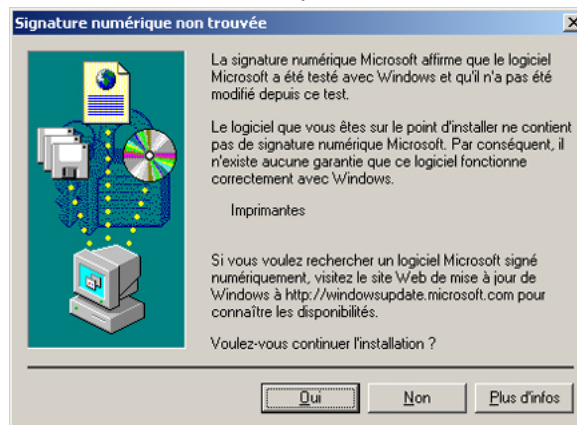 Signature numérique non trouvée
La signature numérique Microsoft affirme que le logiciel
Microsoft a été testé avec Windows et qu'il n'a pas été
modifié depuis ce test.
Le logiciel que vous êtes sur le point d'installer ne contient
pas de signature numérique Microsoft. Par conséquent, il
n'existe aucune garantie que ce logiciel fonctionne
correctement avec Windows.
Imprimantes
Si vous voulez rechercher un logiciel Microsoft signé
numériquement, visitez le site Web de mise à jour de
Windows à http://windowsupdate.microsoft.com pour
connaître les disponibilités.
Voulez-vous continuer l'installation ?
Oui Non Plus d'infos